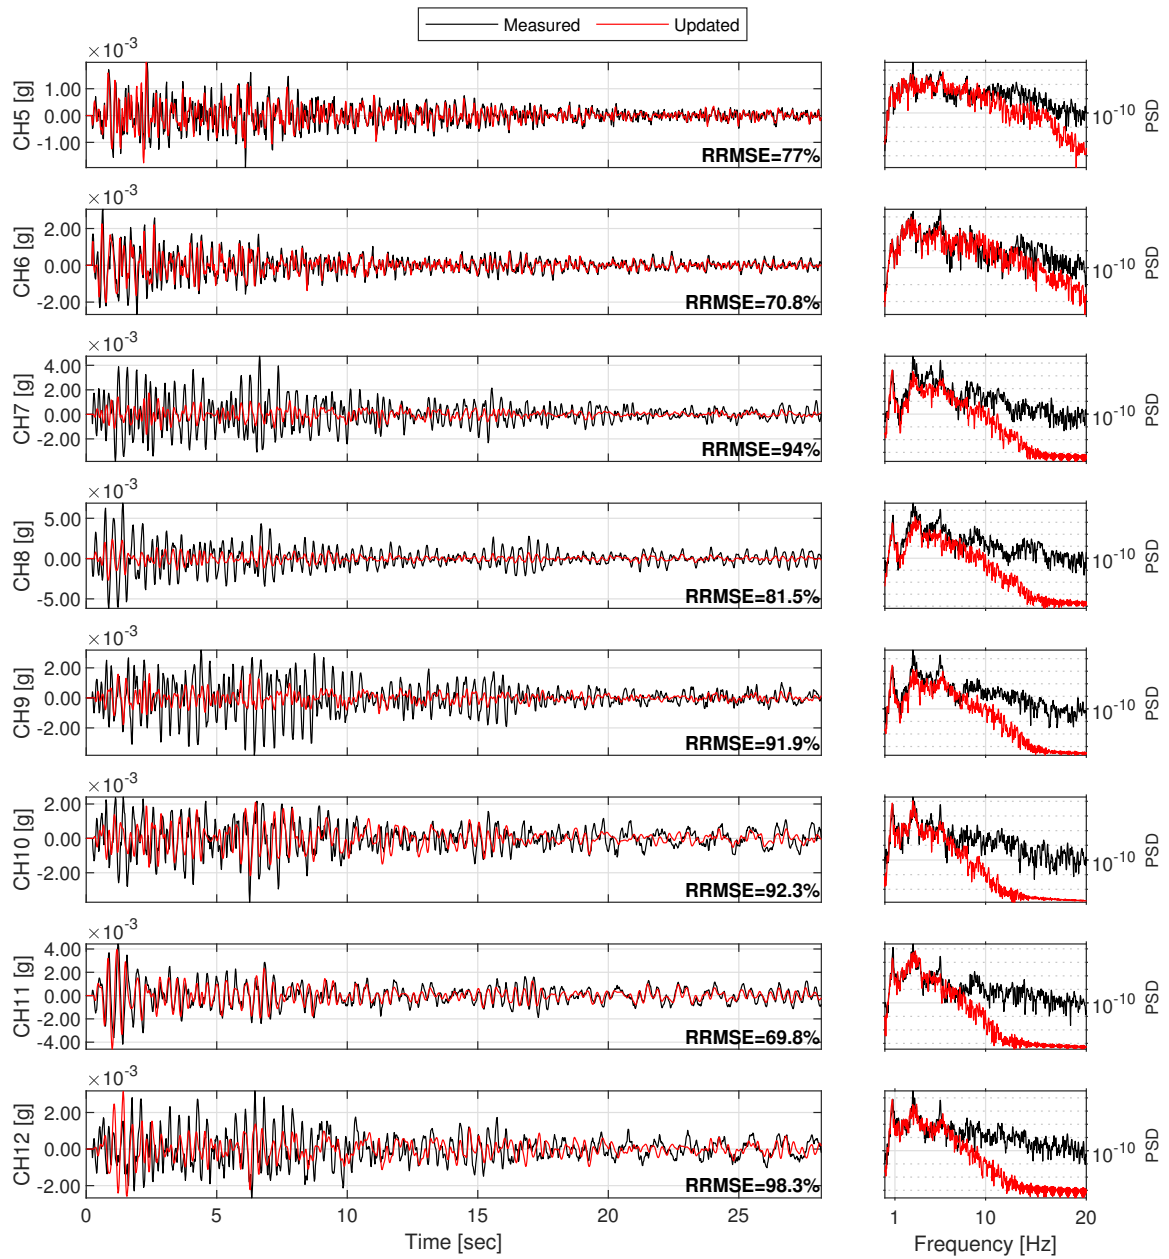 Measured Updated
×10-3
CH5 [g]
1.00
0.00
-1.00
RRMSE=77%
10-10
PSD
×10-3
CH6 [g]
2.00
0.00
-2.00
RRMSE=70.8%
10-10
PSD
×10-3
CH7 [g]
4.00
2.00
0.00
-2.00
RRMSE=94%
10-10
PSD
×10-3
CH8 [g]
5.00
0.00
-5.00
RRMSE=81.5%
10-10
PSD
×10-3
CH9 [g]
2.00
0.00
-2.00
RRMSE=91.9%
10-10
PSD
×10-3
CH10 [g]
2.00
0.00
-2.00
RRMSE=92.3%
10-10
PSD
×10-3
CH11 [g]
4.00
2.00
0.00
-2.00
-4.00
RRMSE=69.8%
10-10
PSD
×10-3
CH12 [g]
2.00
0.00
-2.00
RRMSE=98.3%
10-10
PSD
0 5 10 15 20 25
1 10 20
Time [sec]
Frequency [Hz]